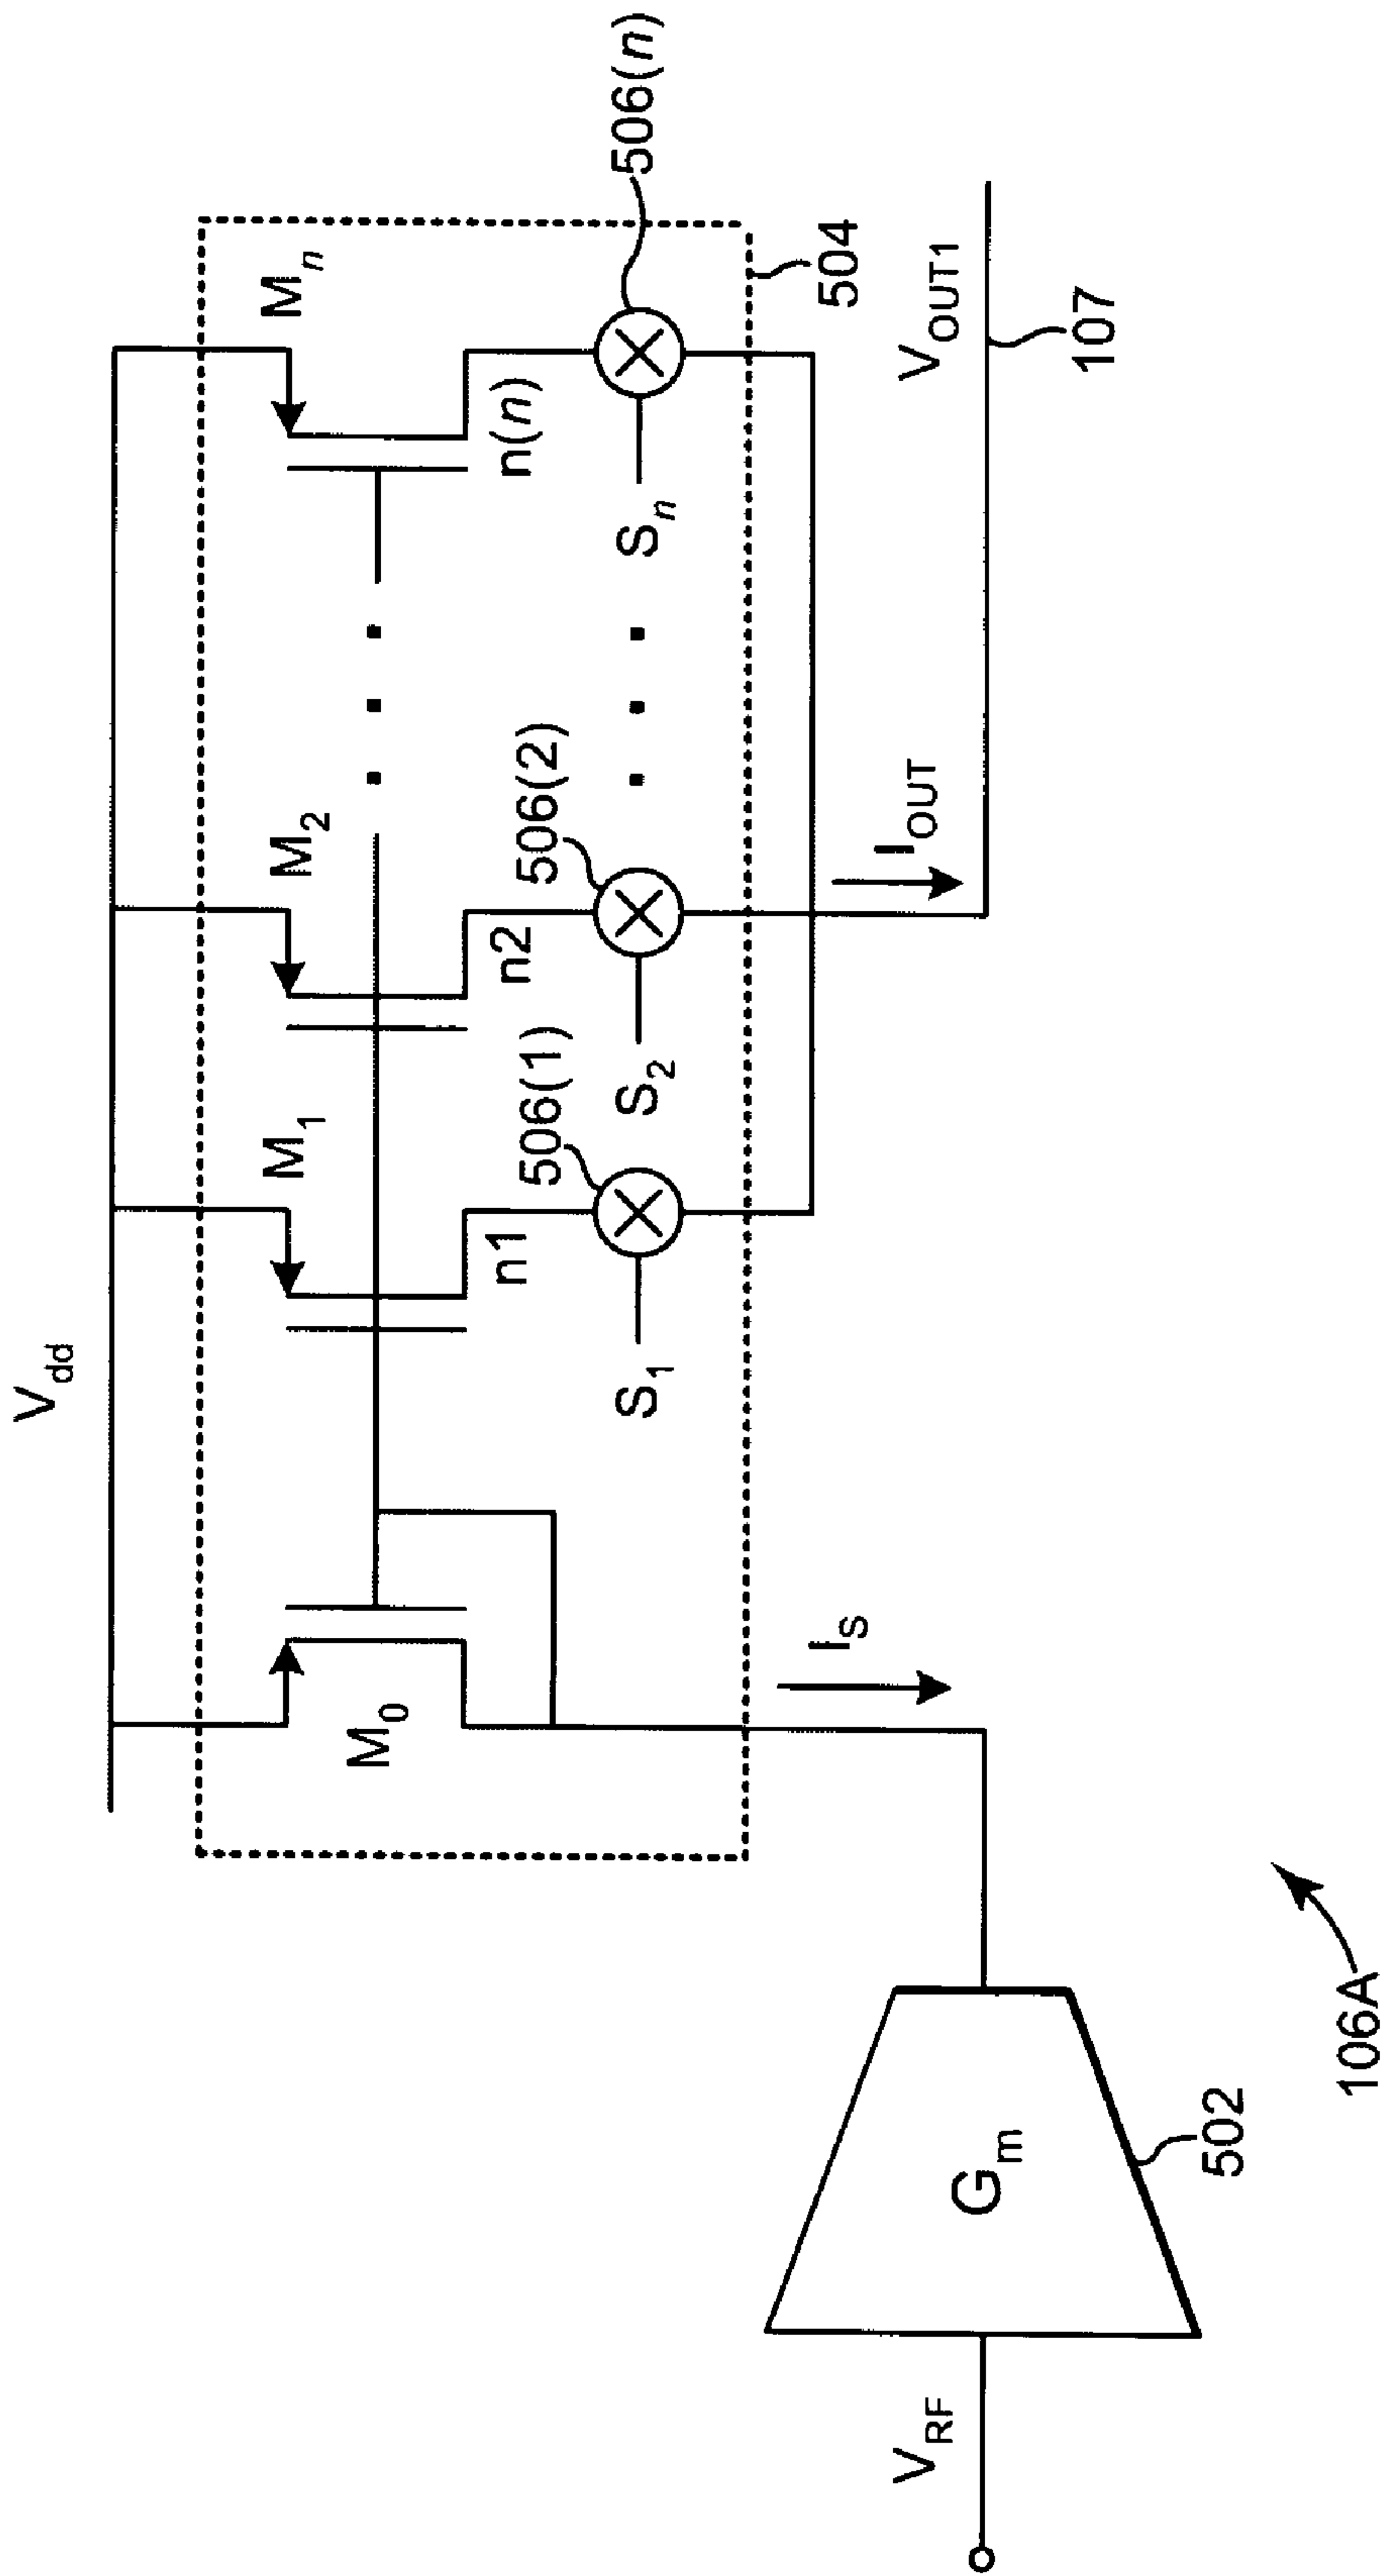 V_dd
M_0
M_1
M_2
M_n
n1
n2
n(n)
506(1)
506(2)
506(n)
S_1
S_2
S_n
504
I_S
I_OUT
V_OUT1
107
V_RF
G_m
502
106A